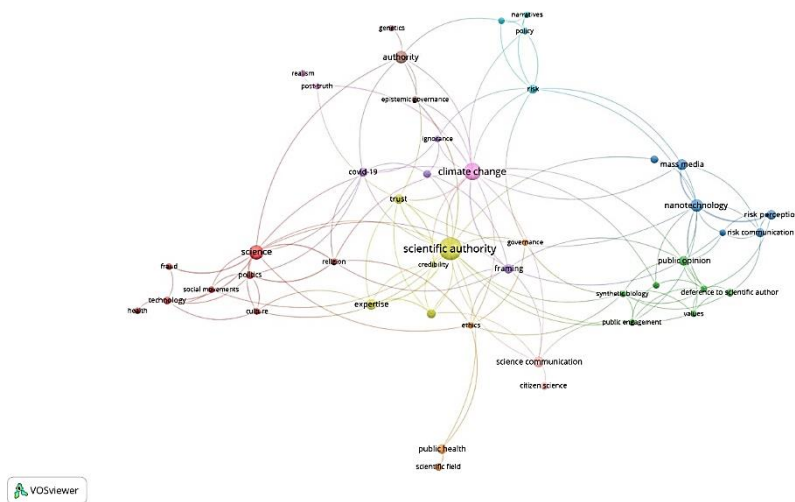 narratives
genetics
policy
authority
realism
post-truth
risk
epistemic governance
ignorance
mass media
covid-19
climate change
trust
nanotechnology
risk perceptio
risk communication
scientific authority
governance
science
credibility
religion
public opinion
fraud
politics
framing
social movements
synthetic biology
deference to scientific author
technology
expertise
health
culture
values
ethics
public engagement
science communication
citizen science
public health
scientific field
VOSviewer